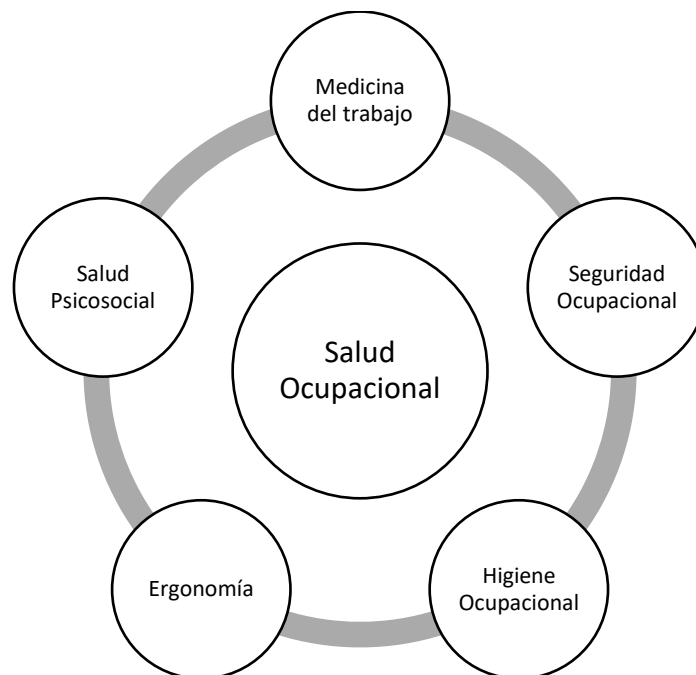 Medicina
del trabajo
Seguridad
Ocupacional
Higiene
Ocupacional
Ergonomía
Salud
Psicosocial
Salud
Ocupacional